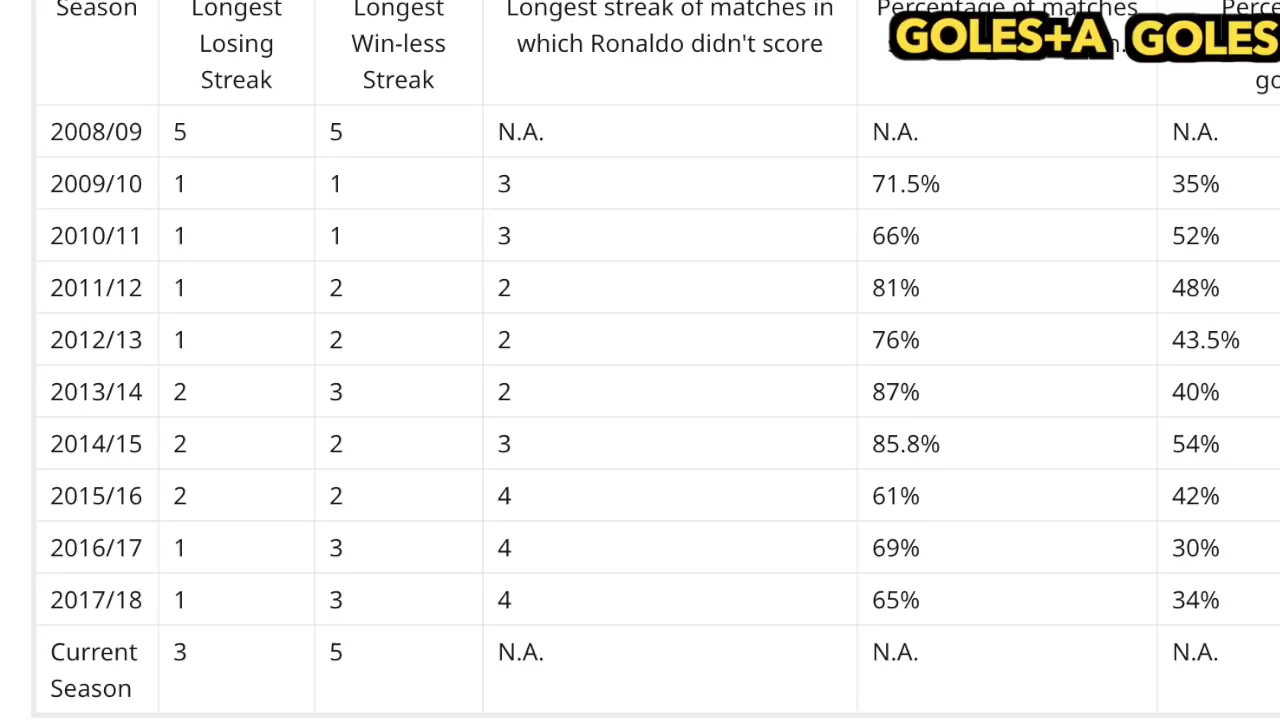 Season
Longest
Losing
Streak
Longest
Win-less
Streak
Longest streak of matches in
which Ronaldo didn't score
Percentage of matches
GOLES+A
GOLES
go
2008/09 5 5 N.A. N.A. N.A.
2009/10 1 1 3 71.5% 35%
2010/11 1 1 3 66% 52%
2011/12 1 2 2 81% 48%
2012/13 1 2 2 76% 43.5%
2013/14 2 3 2 87% 40%
2014/15 2 2 3 85.8% 54%
2015/16 2 2 4 61% 42%
2016/17 1 3 4 69% 30%
2017/18 1 3 4 65% 34%
Current 3 5 N.A. N.A. N.A.
Season